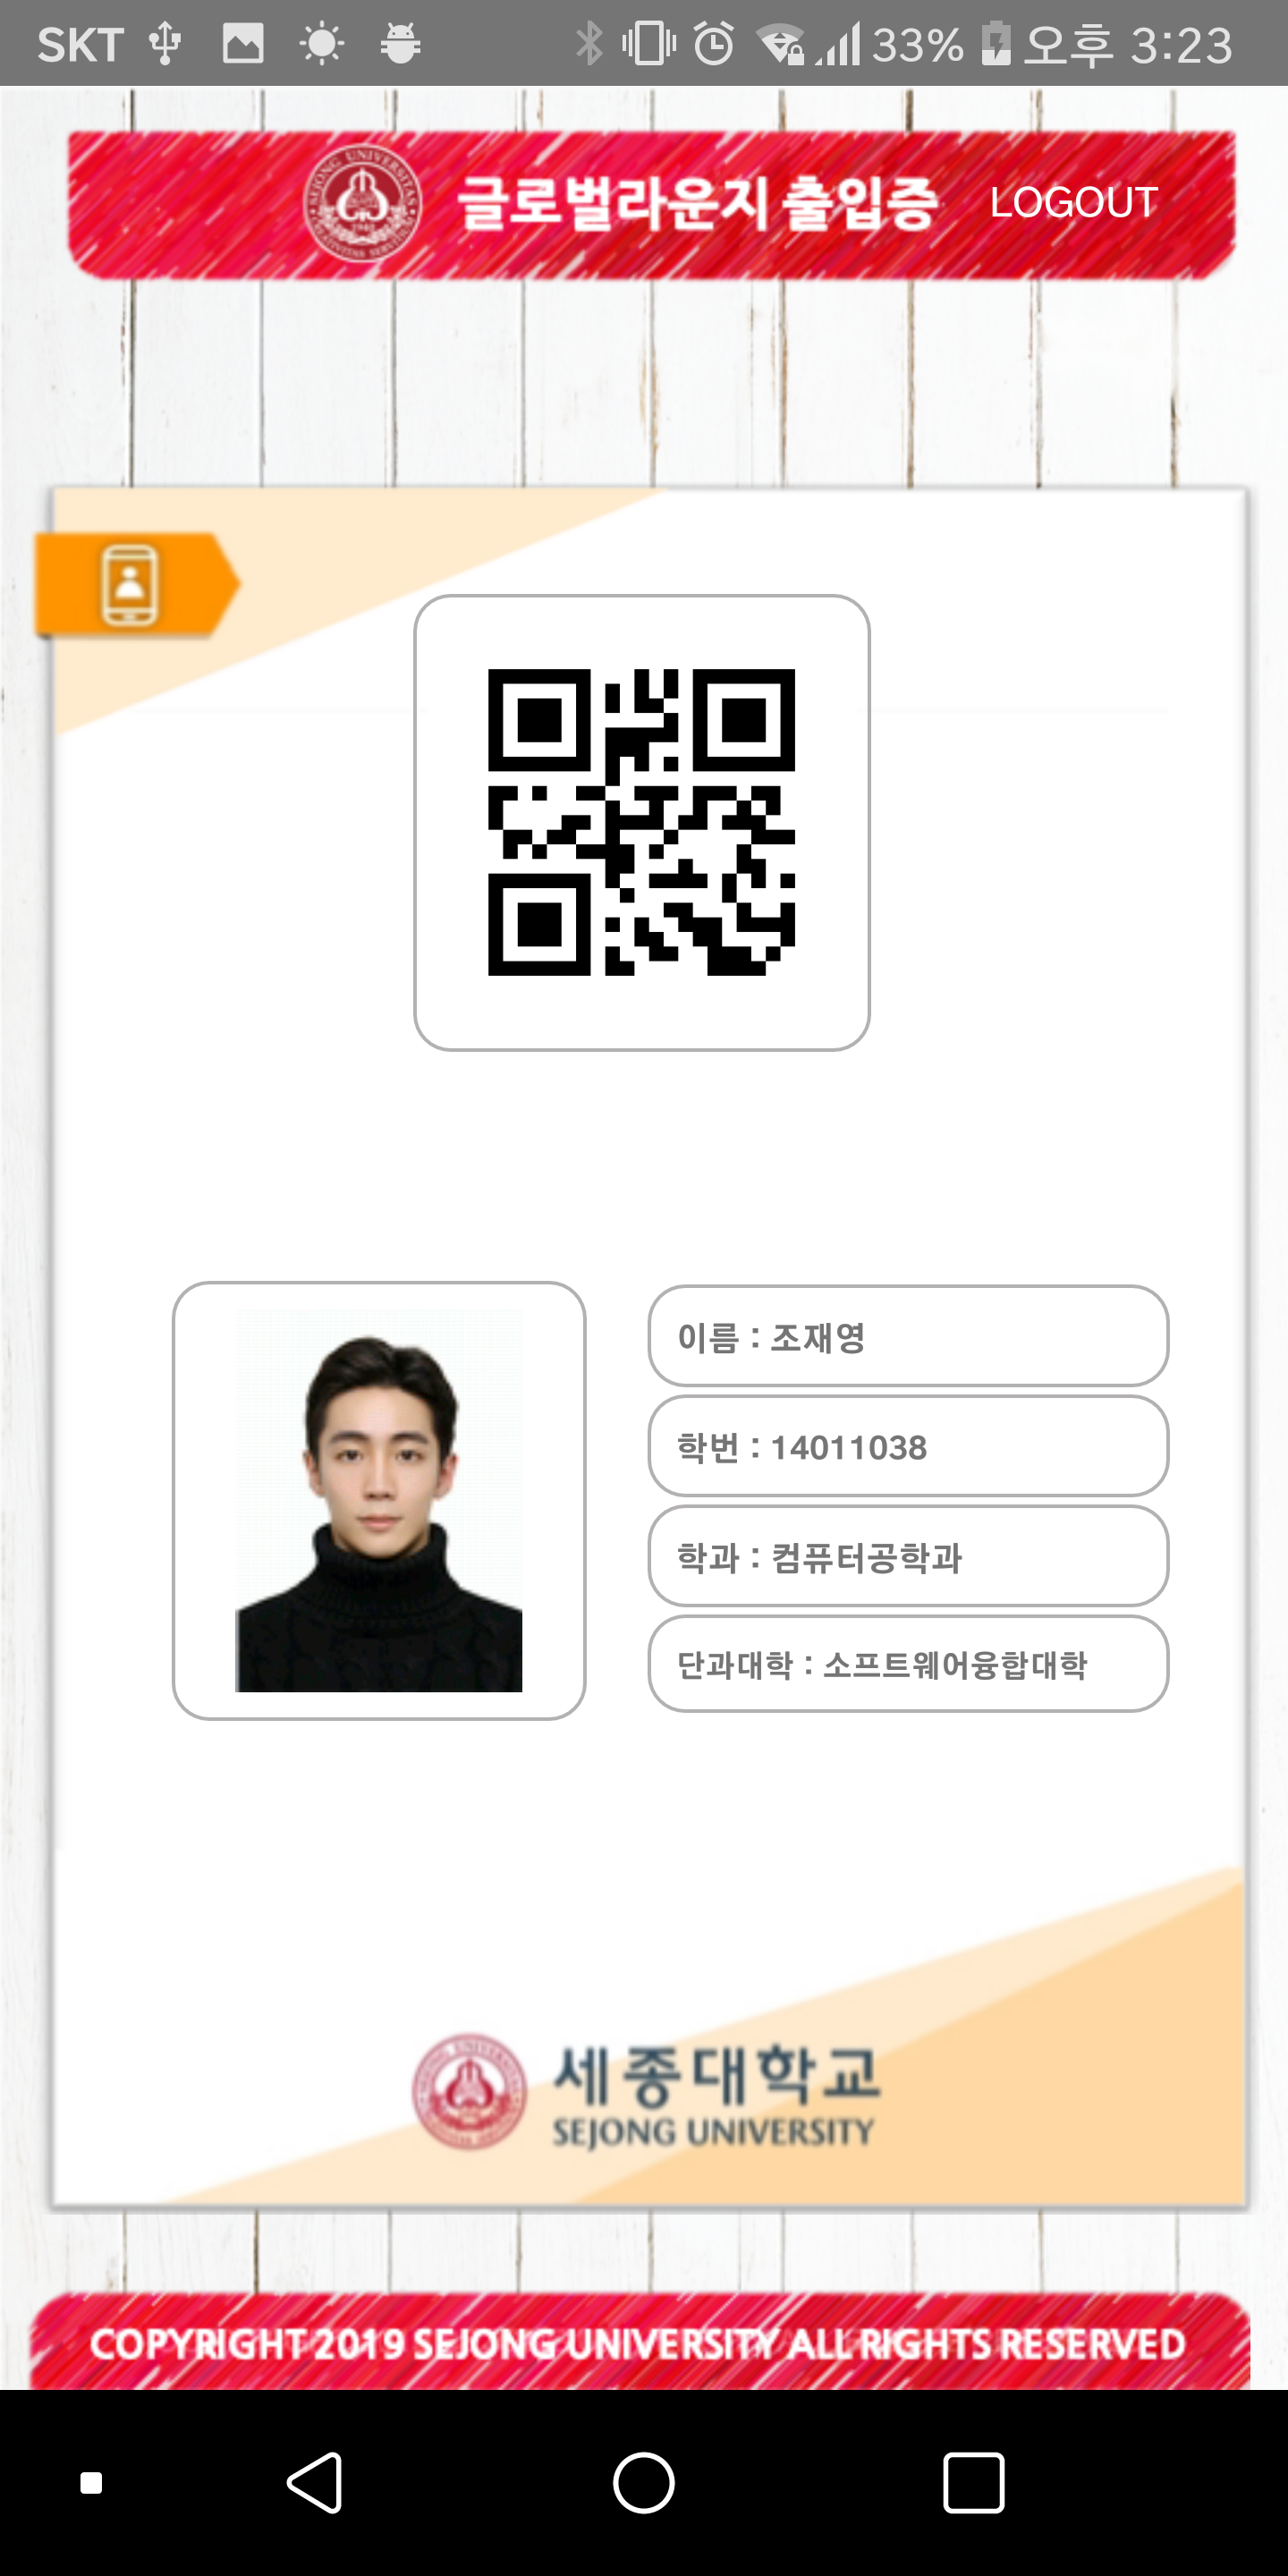 SKT 33% 오후 3:23
글로벌라운지 출입증 LOGOUT
이름 : 조재영
학번 : 14011038
학과 : 컴퓨터공학과
단과대학 : 소프트웨어융합대학
세종대학교
SEJONG UNIVERSITY
COPYRIGHT 2019 SEJONG UNIVERSITY ALL RIGHTS RESERVED